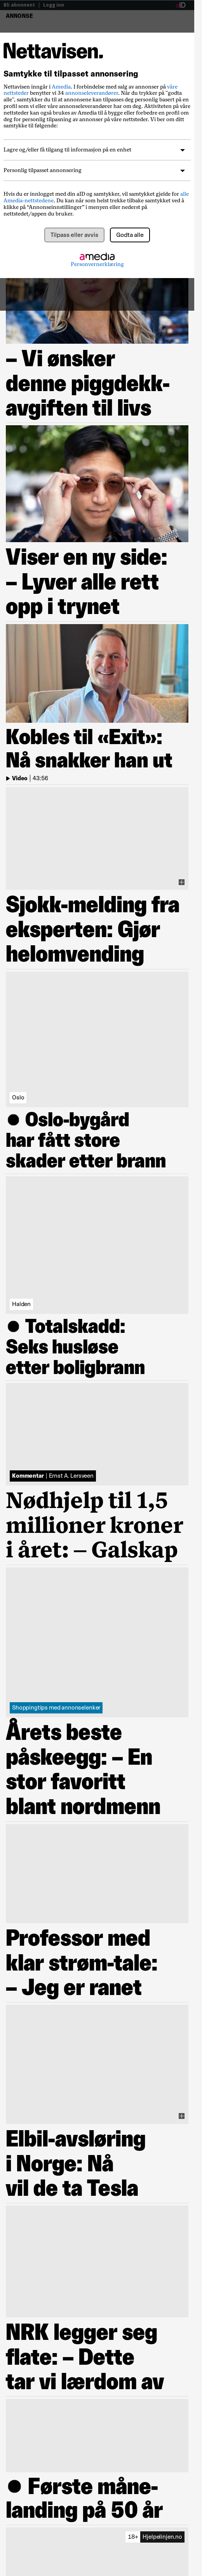 Bli abonnent | Logg inn
aID
ANNONSE
Nettavisen.
Samtykke til tilpasset annonsering
Nettavisen inngår i Amedia. I forbindelse med salg av annonser på våre
nettsteder benytter vi 34 annonseleverandører. Når du trykker på "godta
alle", samtykker du til at annonsene kan tilpasses deg personlig basert på
informasjonen vi eller annonsørene våre har om deg. Aktiviteten på våre
nettsteder kan også brukes av Amedia til å bygge eller forbedre en profil om
deg for personlig tilpasning av annonser på andre nettsteder. Vi ber om ditt
samtykke til følgende:
Lagre og/eller få tilgang til informasjon på en enhet
Personlig tilpasset annonsering
Hvis du er innlogget med din aID og samtykker, vil samtykket gjelde for alle
Amedia-nettstedene. Du kan når som helst trekke tilbake samtykket ved å
klikke på "Annonseinnstillinger" i menyen eller nederst på
nettstedet/appen du bruker.
Tilpass eller avvis
Godta alle
amedia
Personvernerklæring
– Vi ønsker
denne piggdekk-
avgiften til livs
Viser en ny side:
– Lyver alle rett
opp i trynet
Kobles til «Exit»:
Nå snakker han ut
Video | 43:56
Sjokk-melding fra
eksperten: Gjør
helomvending
Oslo
● Oslo-bygård
har fått store
skader etter brann
Halden
● Totalskadd:
Seks husløse
etter boligbrann
Kommentar | Ernst A. Lersveen
Nødhjelp til 1,5
millioner kroner
i året: – Galskap
Shoppingtips med annonselenker
Årets beste
påskeegg: – En
stor favoritt
blant nordmenn
Professor med
klar strøm-tale:
– Jeg er ranet
Elbil-avsløring
i Norge: Nå
vil de ta Tesla
NRK legger seg
flate: – Dette
tar vi lærdom av
● Første måne-
landing på 50 år
18+ Hjelpelinjen.no